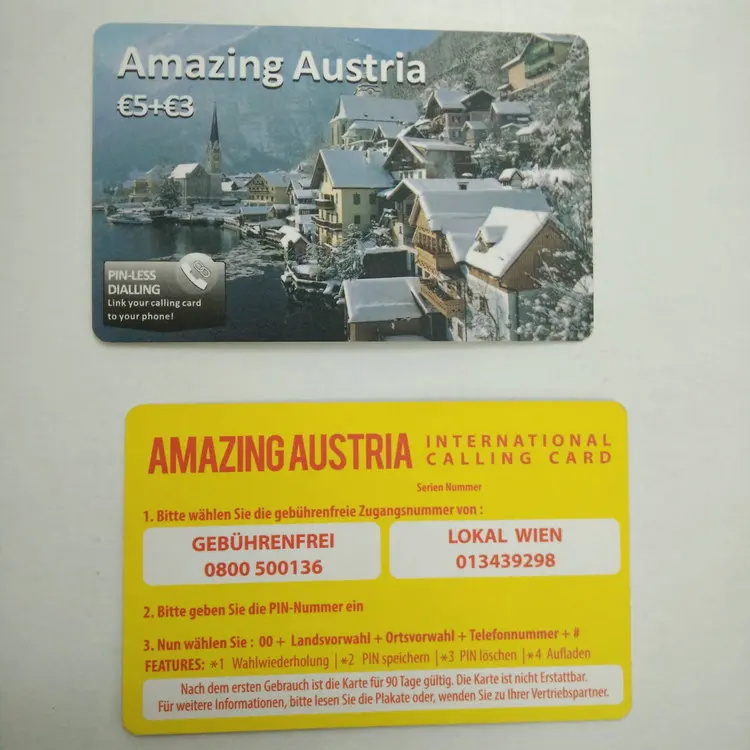 Amazing Austria
€5+€3
PIN-LESS
DIALLING
Link your calling card
to your phone!
AMAZING AUSTRIA INTERNATIONAL
CALLING CARD
Serien Nummer
1. Bitte wählen Sie die gebührenfreie Zugangsnummer von :
GEBÜHRENFREI
0800 500136
LOKAL WIEN
013439298
2. Bitte geben Sie die PIN-Nummer ein
3. Nun wählen Sie : 00 + Landsvorwahl + Ortsvorwahl + Telefonnummer + #
FEATURES: *1 Wahlwiederholung | *2 PIN speichern | *3 PIN löschen | *4 Aufladen
Nach dem ersten Gebrauch ist die Karte für 90 Tage gültig. Die Karte ist nicht Erstattbar.
Für weitere Informationen, bitte lesen Sie die Plakate oder, wenden Sie zu Ihrer Vertriebspartner.